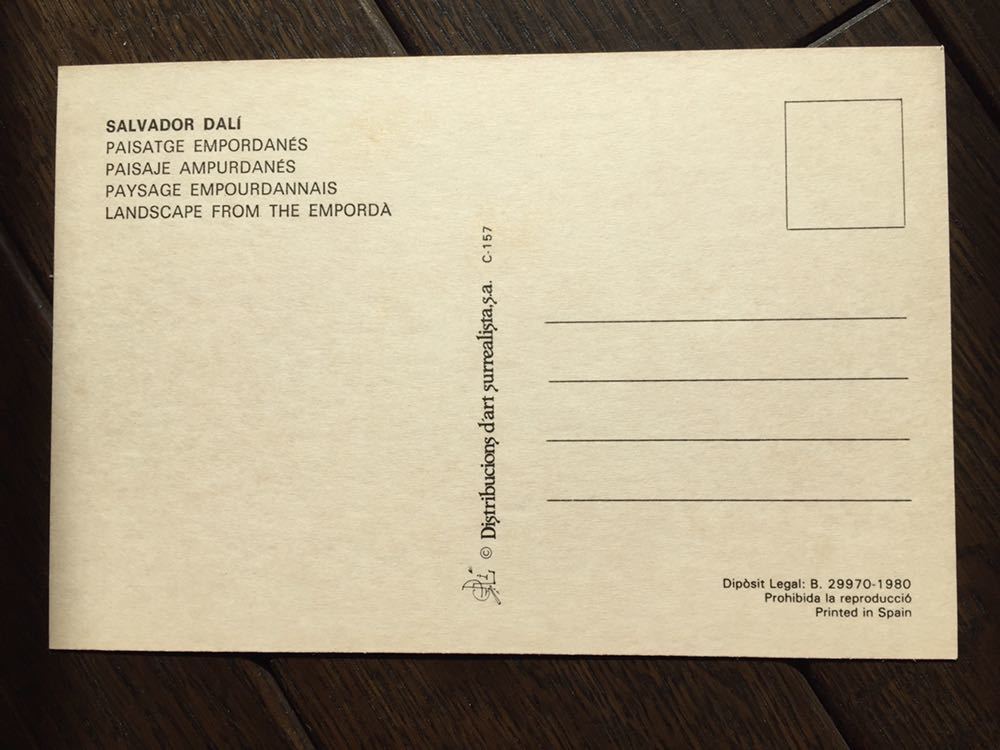 SALVADOR DALÍ
PAISATGE EMPORDANÉS
PAISAJE AMPURDANÉS
PAYSAGE EMPOURDANNAIS
LANDSCAPE FROM THE EMPORDÀ
© Distribucions d'art surrealista,s.a. C-157
Dipòsit Legal: B. 29970-1980
Prohibida la reproducció
Printed in Spain